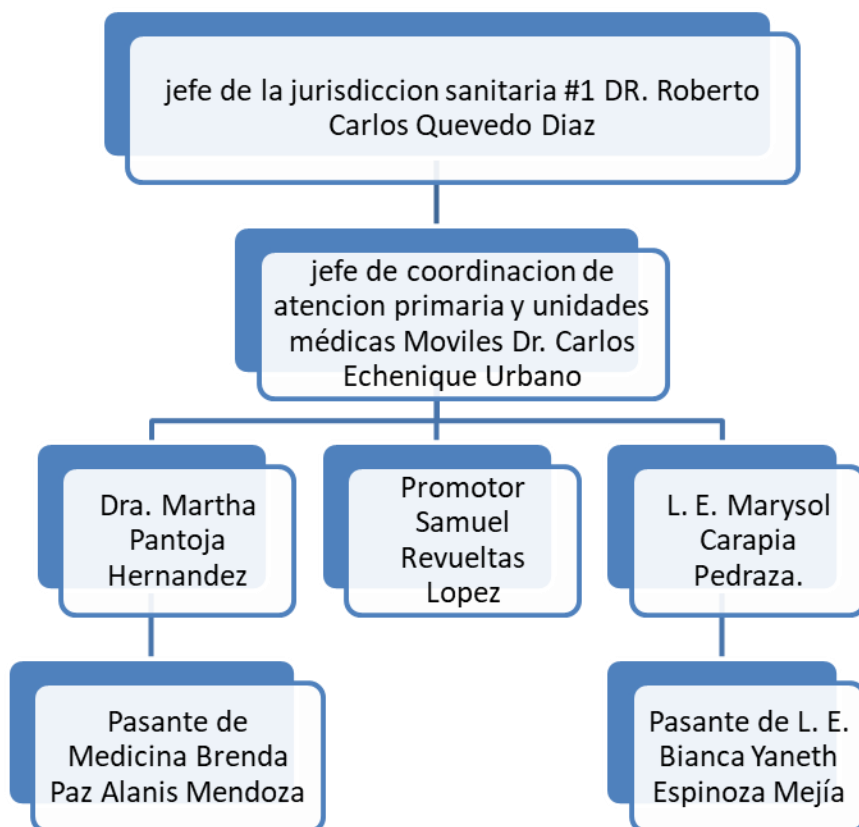 jefe de la jurisdiccion sanitaria #1 DR. Roberto
Carlos Quevedo Diaz
jefe de coordinacion de
atencion primaria y unidades
médicas Moviles Dr. Carlos
Echenique Urbano
Dra. Martha
Pantoja
Hernandez
Promotor
Samuel
Revueltas
Lopez
L. E. Marysol
Carapia
Pedraza.
Pasante de
Medicina Brenda
Paz Alanis Mendoza
Pasante de L. E.
Bianca Yaneth
Espinoza Mejía